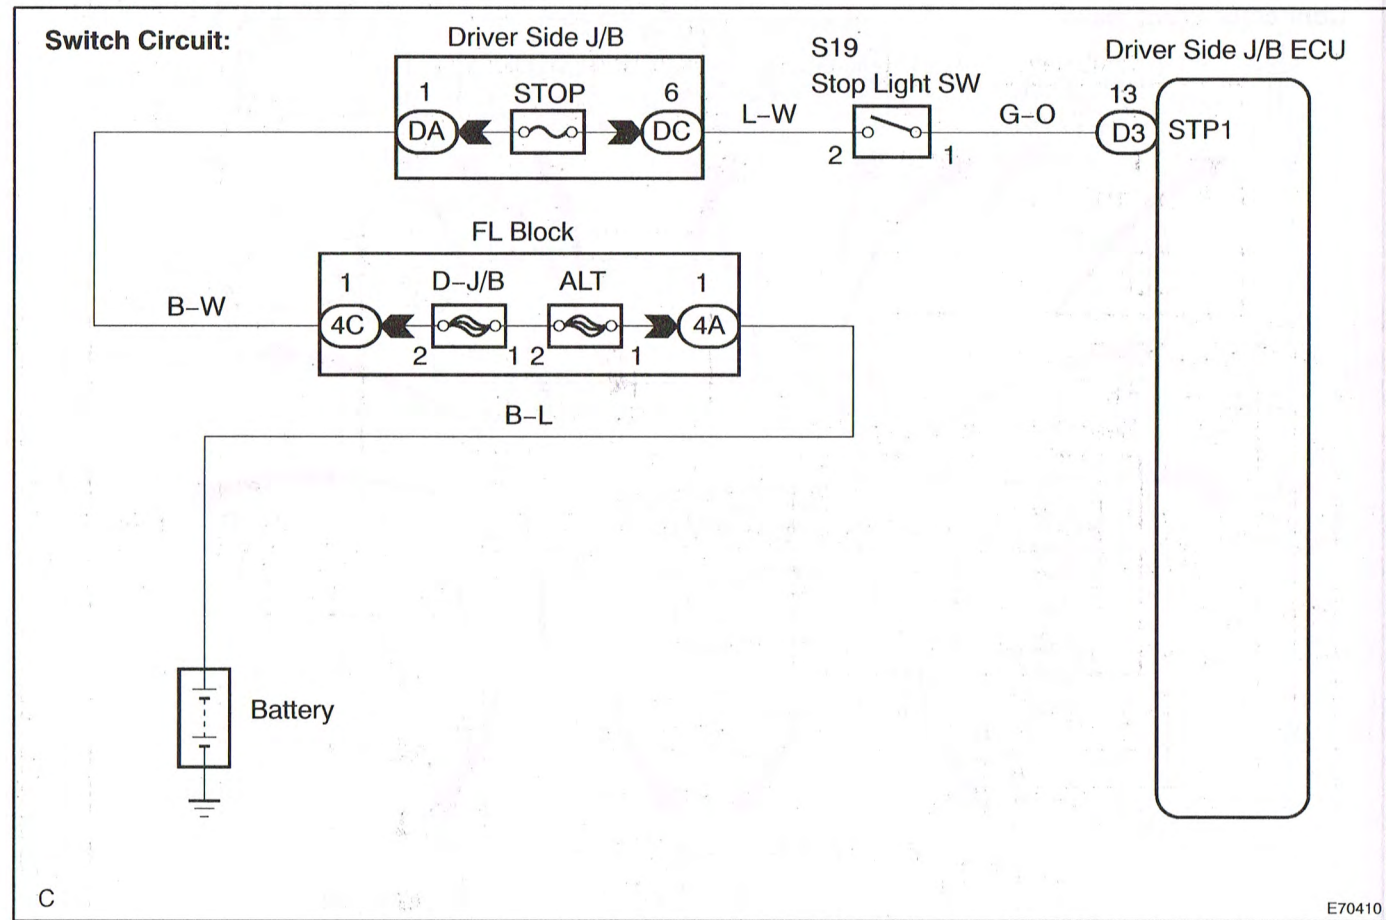 Switch Circuit:
Driver Side J/B
S19
Stop Light SW
Driver Side J/B ECU
1
STOP
6
DA
DC
L–W
2
1
G–O
13
D3
STP1
FL Block
1
D–J/B
ALT
1
B–W
4C
4A
2
1
2
1
B–L
Battery
C
E70410